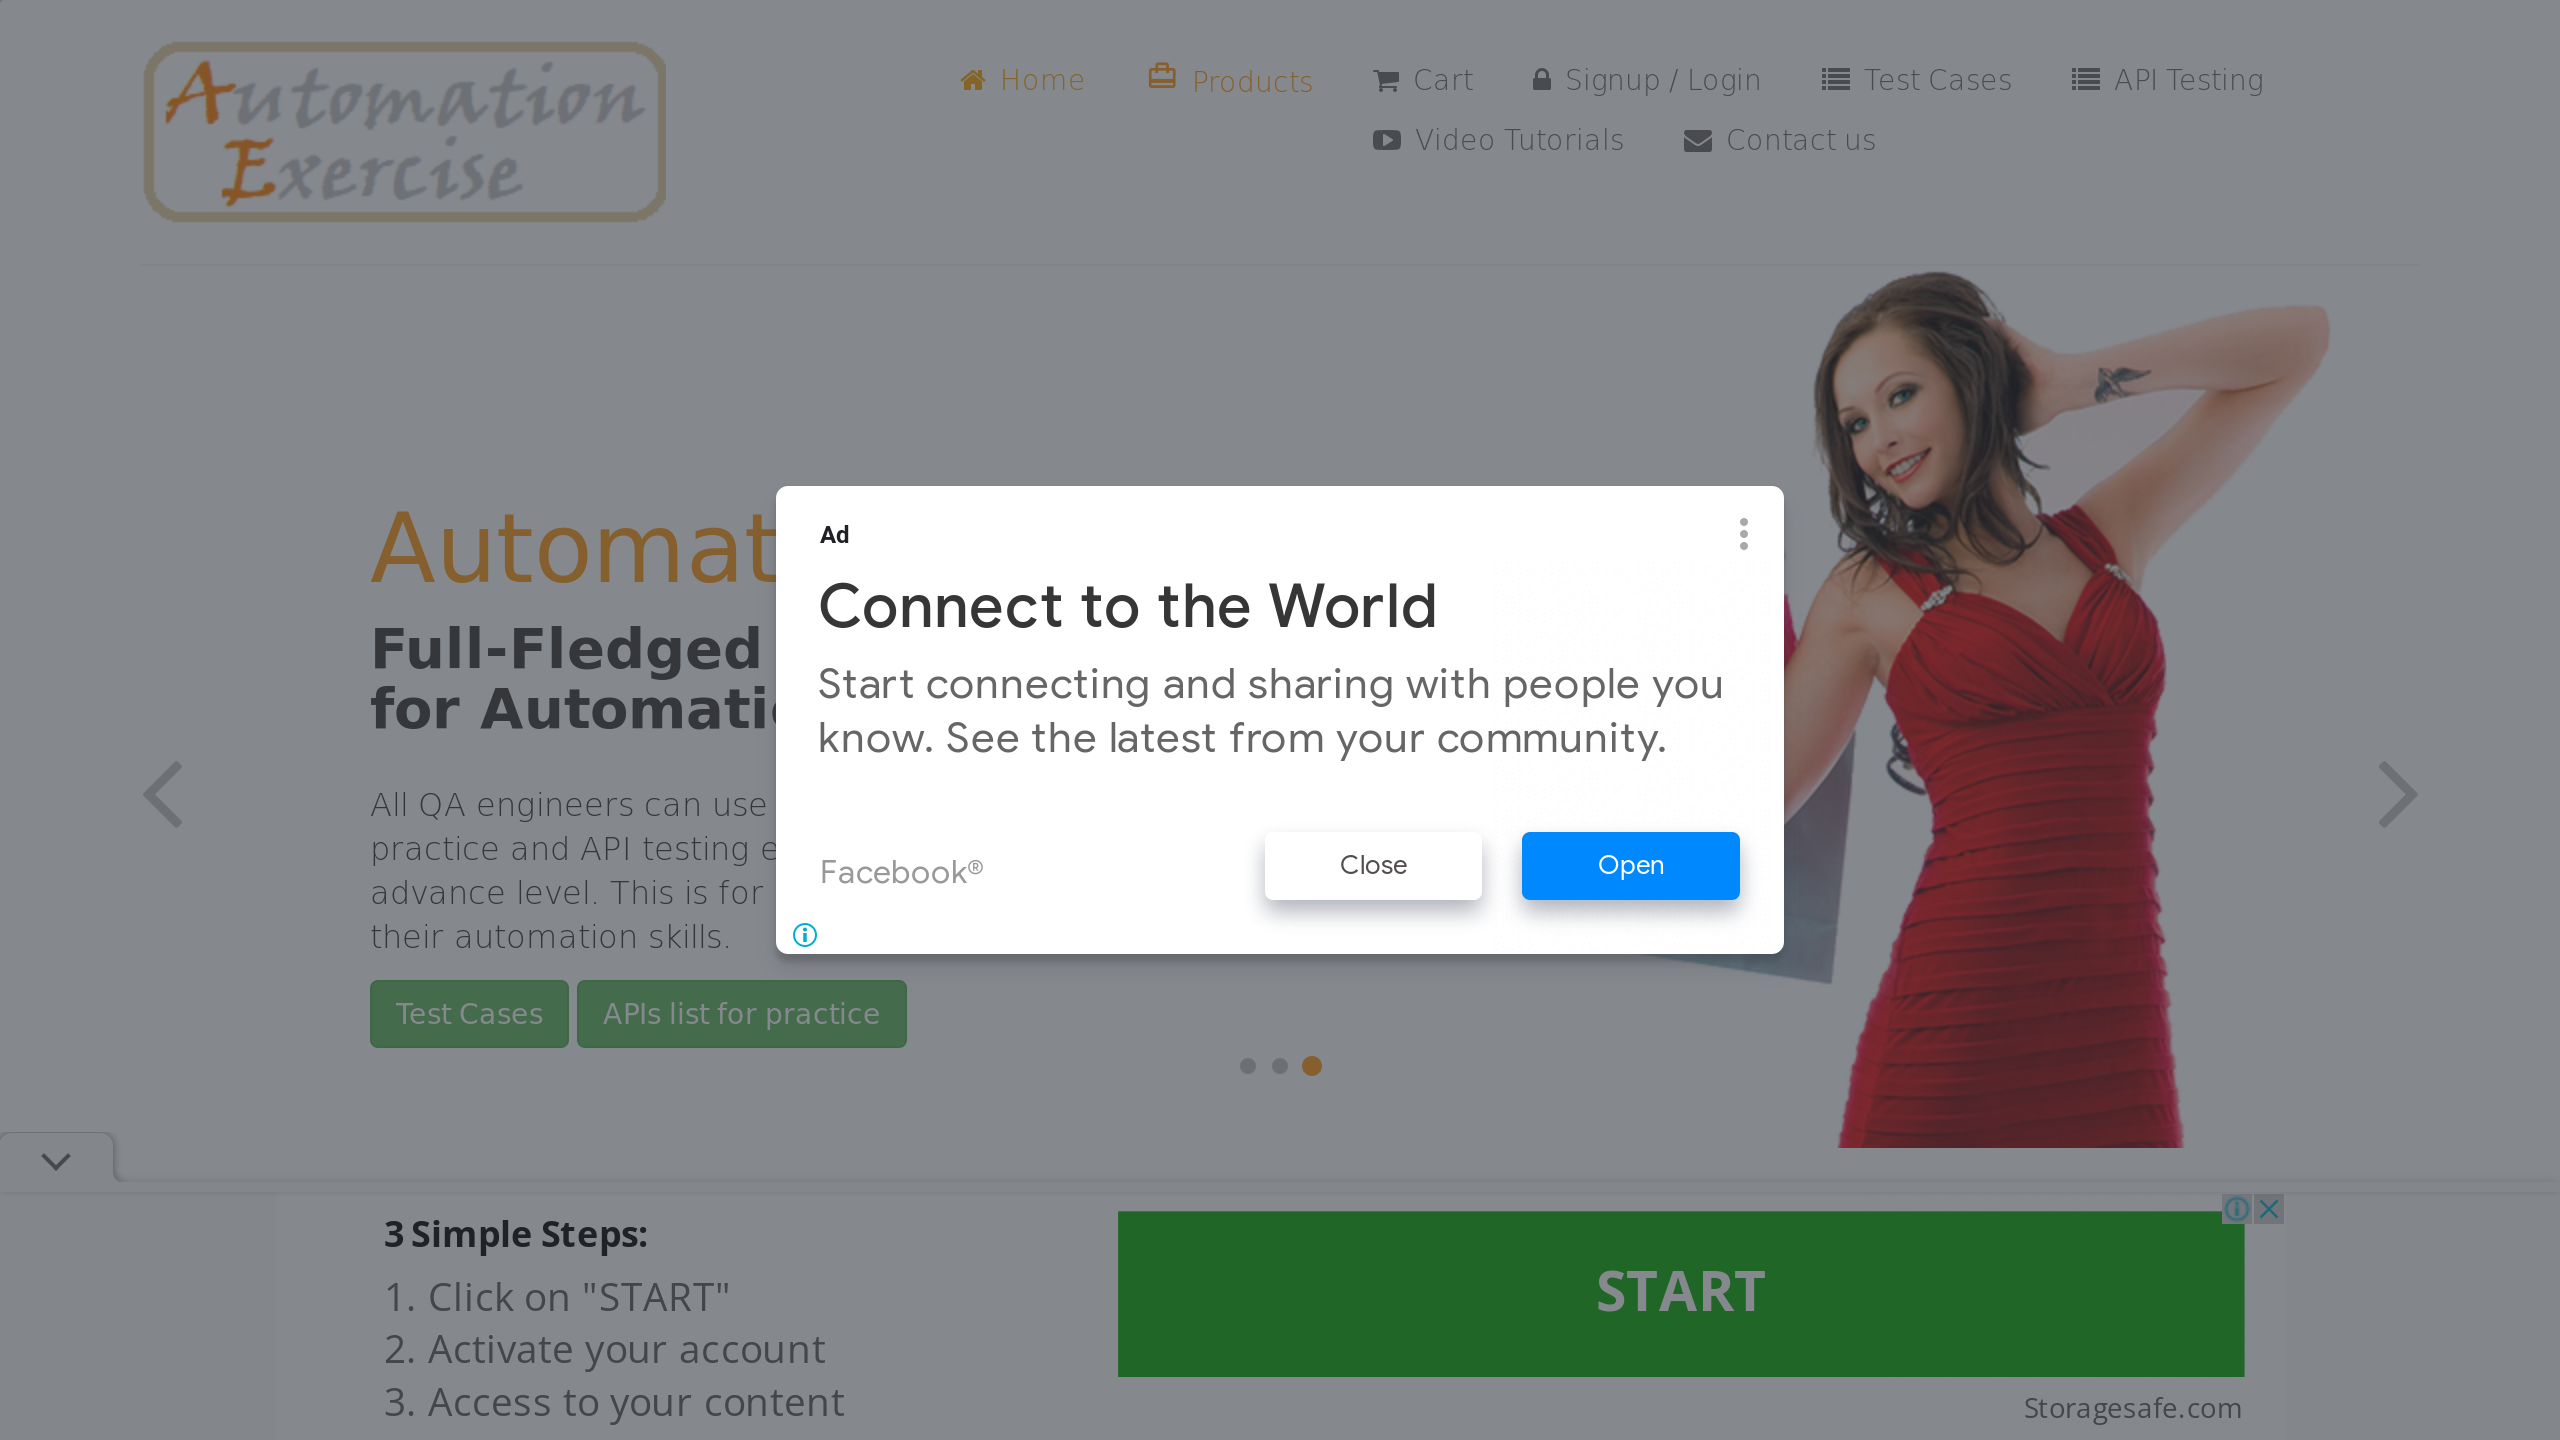 Automation
Exercise
Home
Products
Cart
Signup / Login
Test Cases
API Testing
Video Tutorials
Contact us
Automat
Full-Fledged
for Automati
All QA engineers can use
practice and API testing e
advance level. This is for
their automation skills.
Test Cases
APIs list for practice
Ad
Connect to the World
Start connecting and sharing with people you
know. See the latest from your community.
Facebook®
Close
Open
3 Simple Steps:
1. Click on "START"
2. Activate your account
3. Access to your content
START
Storagesafe.com